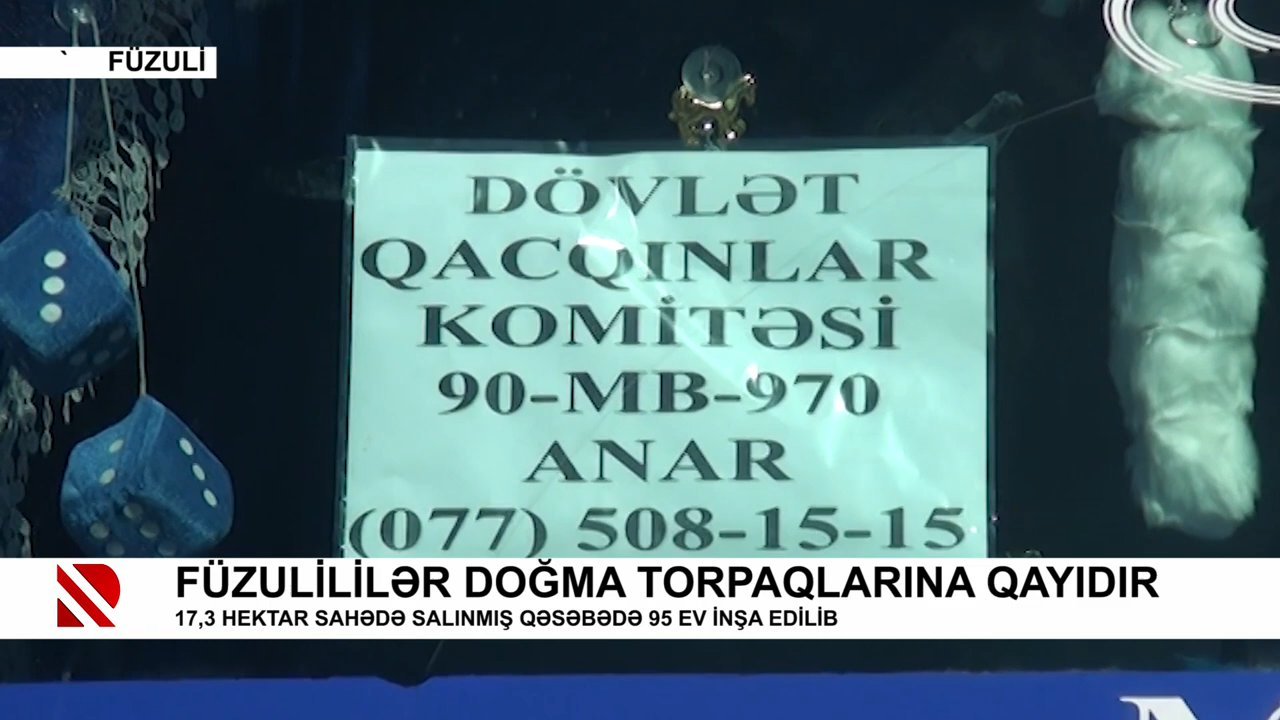 FÜZULİ
DÖVLƏT
QACQINLAR
KOMİTƏSİ
90-MB-970
ANAR
(077) 508-15-15
FÜZULİLİLƏR DOĞMA TORPAQLARINA QAYIDIR
17,3 HEKTAR SAHƏDƏ SALINMIŞ QƏSƏBƏDƏ 95 EV İNŞA EDİLİB